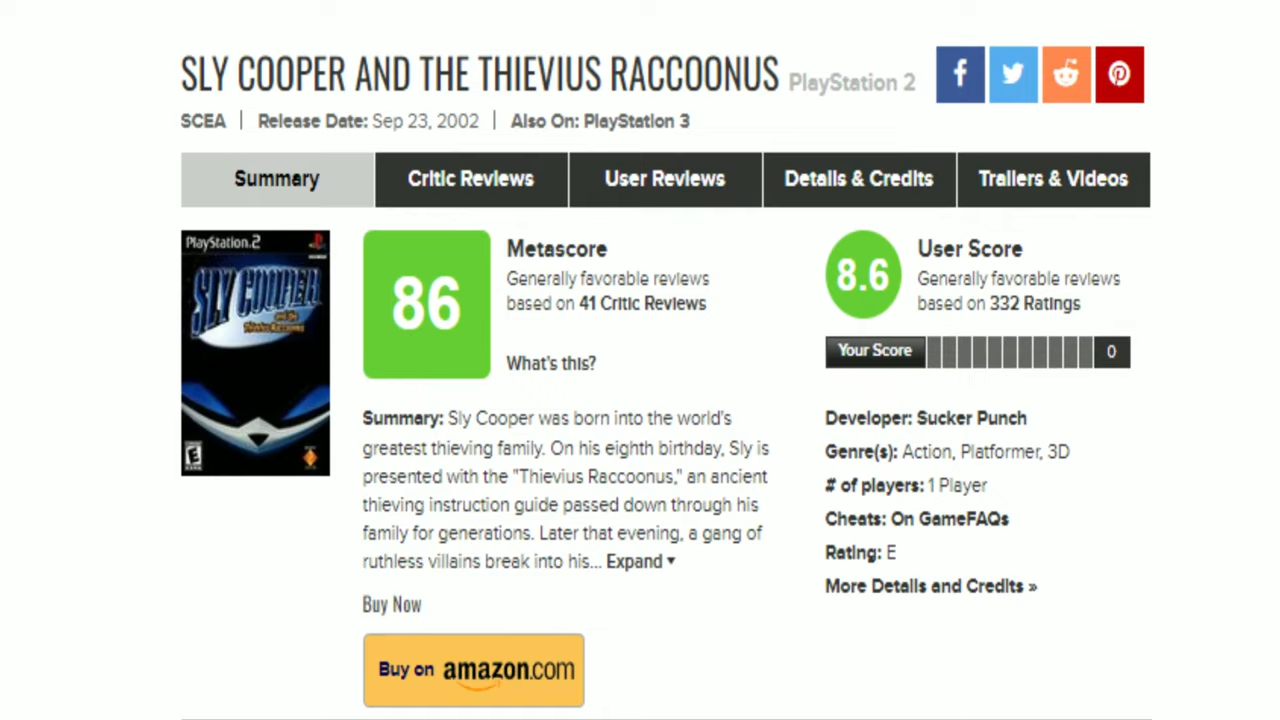 SLY COOPER AND THE THIEVIUS RACCOONUS PlayStation 2
SCEA | Release Date: Sep 23, 2002 | Also On: PlayStation 3
Summary
Critic Reviews
User Reviews
Details & Credits
Trailers & Videos
PlayStation.2
SLY COOPER
and the
Thievius Raccoonus
E
86
Metascore
Generally favorable reviews
based on 41 Critic Reviews
What's this?
8.6
User Score
Generally favorable reviews
based on 332 Ratings
Your Score
0
Summary: Sly Cooper was born into the world's
greatest thieving family. On his eighth birthday, Sly is
presented with the "Thievius Raccoonus," an ancient
thieving instruction guide passed down through his
family for generations. Later that evening, a gang of
ruthless villains break into his... Expand ▾
Buy Now
Buy on amazon.com
Developer: Sucker Punch
Genre(s): Action, Platformer, 3D
# of players: 1 Player
Cheats: On GameFAQs
Rating: E
More Details and Credits »